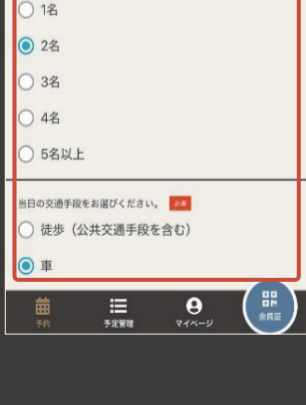 1名
2名
3名
4名
5名以上
当日の交通手段をお選びください。 必須
徒歩（公共交通手段を含む）
車
予約 予定管理 マイページ 会員証